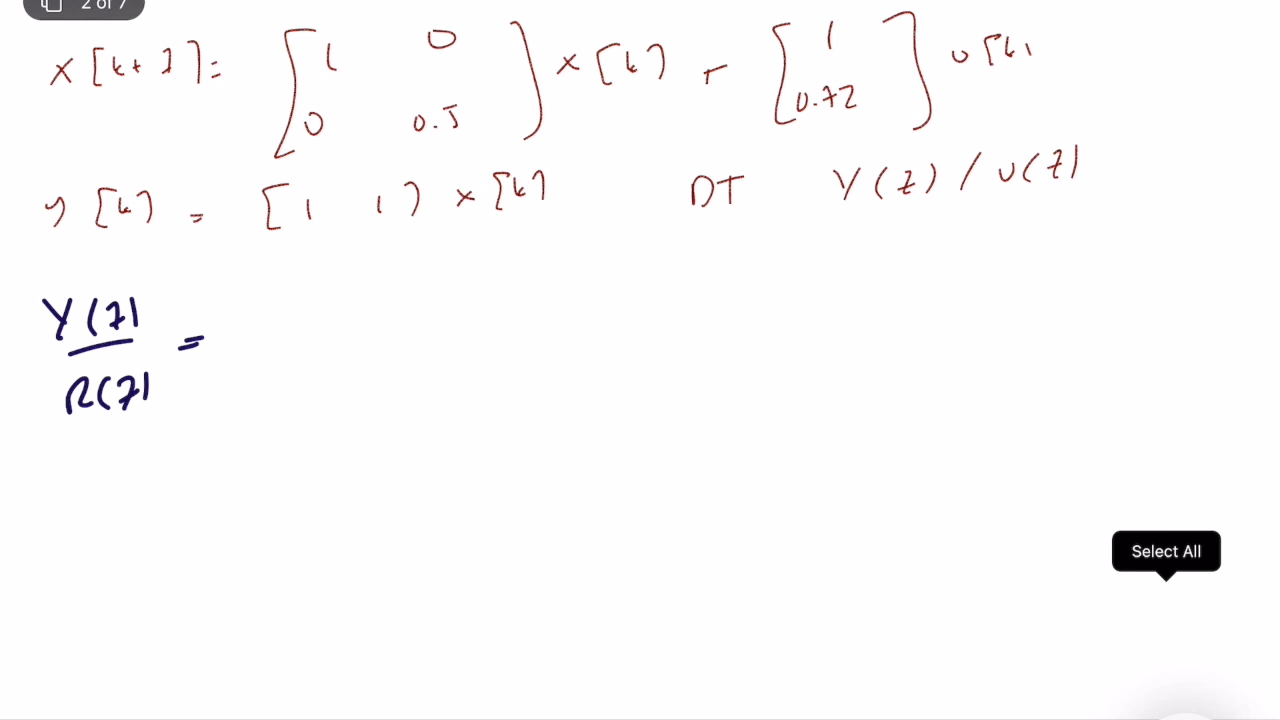 2 of 7
x[k+1]= [1 0 0 0.5] x[k] + [1 0.72] u[k]
y[k] = [1 1] x[k] DT Y(z) / U(z)
Y(z) =
R(z)
Select All